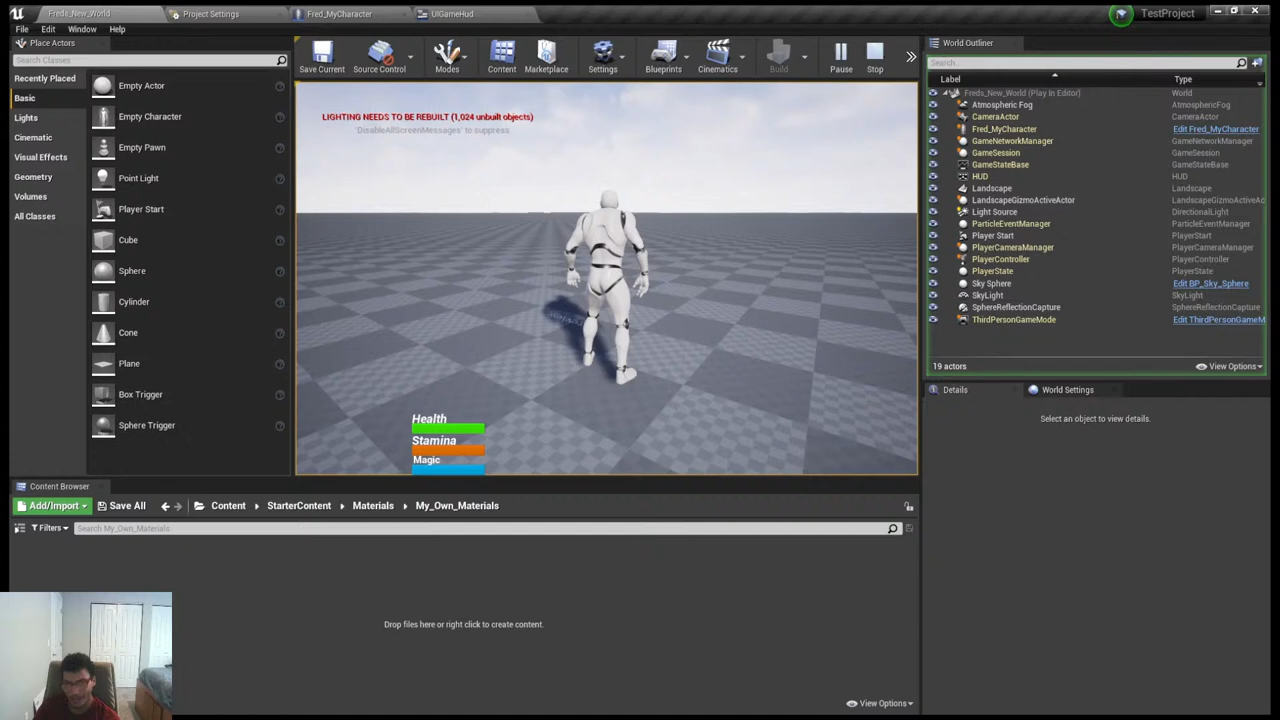 Freds_New_World
Project Settings
Fred_MyCharacter
UIGameHud
TestProject
File Edit Window Help
Place Actors
Search Classes
Recently Placed
Basic
Lights
Cinematic
Visual Effects
Geometry
Volumes
All Classes
Empty Actor
Empty Character
Empty Pawn
Point Light
Player Start
Cube
Sphere
Cylinder
Cone
Plane
Box Trigger
Sphere Trigger
Save Current
Source Control
Modes
Content
Marketplace
Settings
Blueprints
Cinematics
Build
Pause
Stop
LIGHTING NEEDS TO BE REBUILT (1,024 unbuilt objects)
'DisableAllScreenMessages' to suppress
Health
Stamina
Magic
World Outliner
Search...
Label Type
Freds_New_World (Play In Editor) World
Atmospheric Fog AtmosphericFog
CameraActor CameraActor
Fred_MyCharacter Edit Fred_MyCharacter
GameNetworkManager GameNetworkManager
GameSession GameSession
GameStateBase GameStateBase
HUD HUD
Landscape Landscape
LandscapeGizmoActiveActor LandscapeGizmoActiveAc
Light Source DirectionalLight
ParticleEventManager ParticleEventManager
Player Start PlayerStart
PlayerCameraManager PlayerCameraManager
PlayerController PlayerController
PlayerState PlayerState
Sky Sphere Edit BP_Sky_Sphere
SkyLight SkyLight
SphereReflectionCapture SphereReflectionCapture
ThirdPersonGameMode Edit ThirdPersonGameM
19 actors
View Options
Details
World Settings
Select an object to view details.
Content Browser
Add/Import
Save All
Content
StarterContent
Materials
My_Own_Materials
Filters
Search My_Own_Materials
Drop files here or right click to create content.
View Options